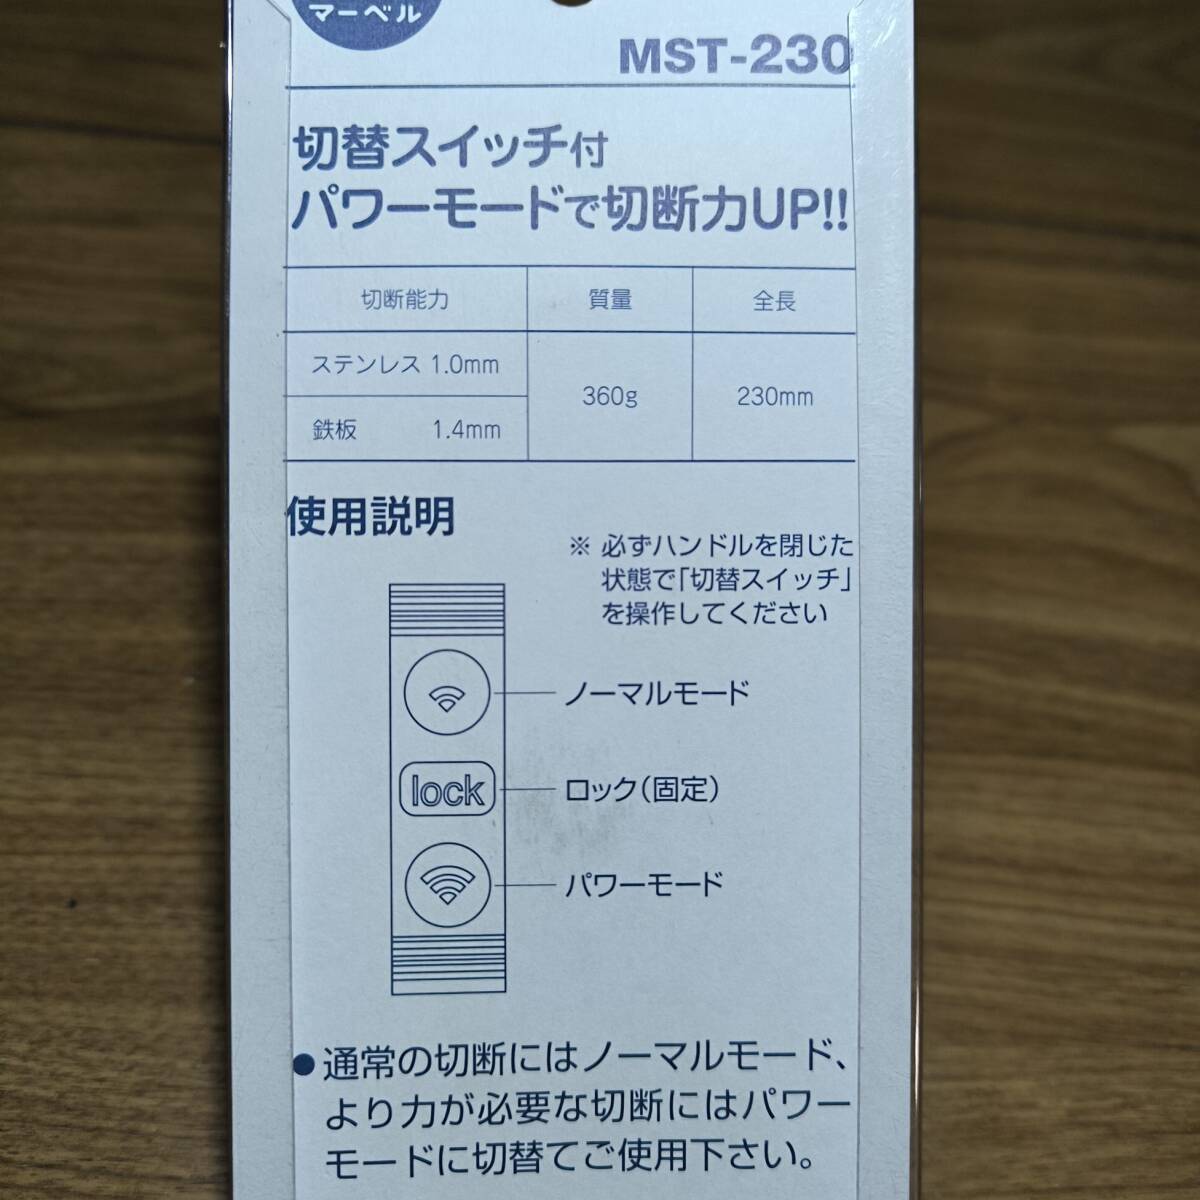 マーベル
MST-230
切替スイッチ付
パワーモードで切断力UP!!
切断能力 質量 全長
ステンレス 1.0mm
360g 230mm
鉄板 1.4mm
使用説明
※ 必ずハンドルを閉じた
状態で「切替スイッチ」
を操作してください
ノーマルモード
lock ロック(固定)
パワーモード
●通常の切断にはノーマルモード、
より力が必要な切断にはパワー
モードに切替てご使用下さい。